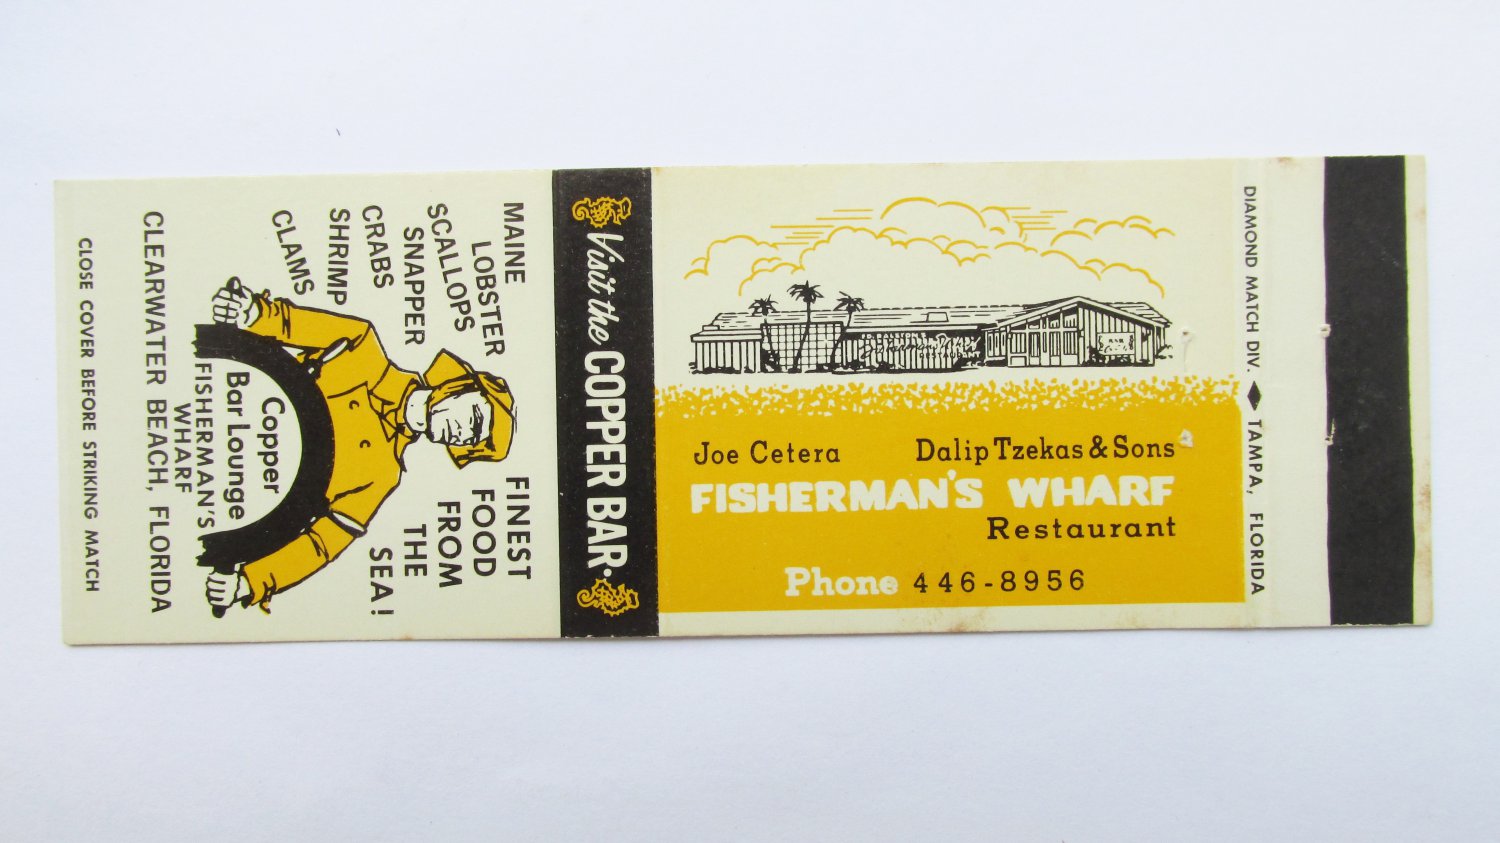 MAINE
LOBSTER
SCALLOPS
SNAPPER
CRABS
SHRIMP
CLAMS
FINEST
FOOD
FROM
THE
SEA!
Copper
Bar Lounge
FISHERMAN'S
WHARF
CLEARWATER BEACH, FLORIDA
CLOSE COVER BEFORE STRIKING MATCH
Visit the COPPER BAR.
Joe Cetera Dalip Tzekas & Sons
FISHERMAN'S WHARF
Restaurant
Phone 446-8956
DIAMOND MATCH DIV. ◆ TAMPA, FLORIDA